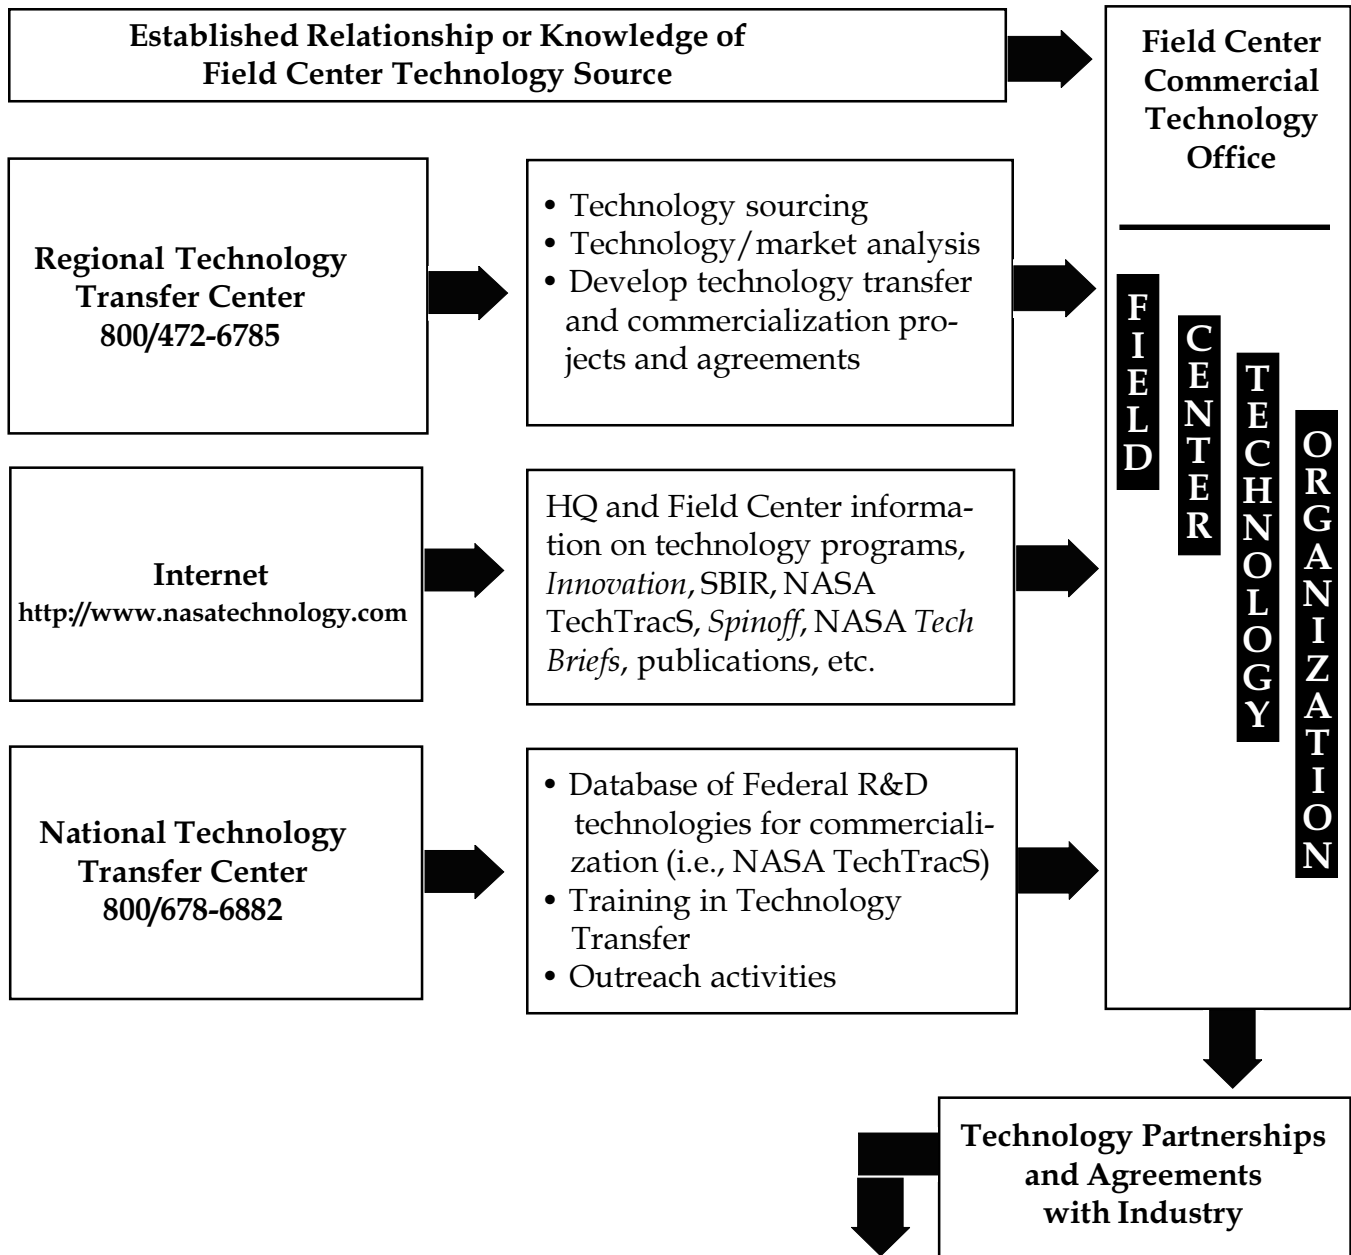 Established Relationship or Knowledge of
Field Center Technology Source
Field Center
Commercial
Technology
Office
Regional Technology
Transfer Center
800/472-6785
• Technology sourcing
• Technology/market analysis
• Develop technology transfer
and commercialization pro-
jects and agreements
FIELD
CENTER
TECHNOLOGY
ORGANIZATION
Internet
http://www.nasatechnology.com
HQ and Field Center informa-
tion on technology programs,
Innovation, SBIR, NASA
TechTracS, Spinoff, NASA Tech
Briefs, publications, etc.
National Technology
Transfer Center
800/678-6882
• Database of Federal R&D
technologies for commerciali-
zation (i.e., NASA TechTracS)
• Training in Technology
Transfer
• Outreach activities
Technology Partnerships
and Agreements
with Industry